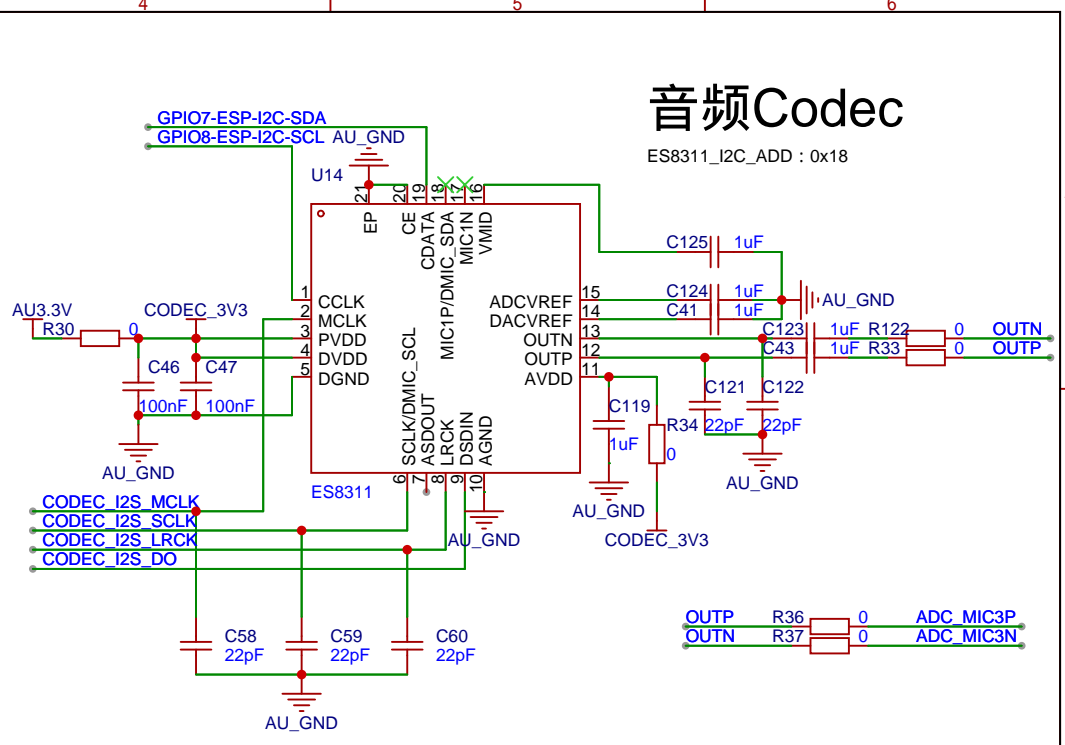 4
5
6
音频Codec
ES8311_I2C_ADD：0x18
GPIO7-ESP-I2C-SDA
GPIO8-ESP-I2C-SCL
AU_GND
U14
21
20
19
18
17
16
EP
CE
CDATA
MIC1P/DMIC_SDA
MIC1N
VMID
1
CCLK
2
MCLK
3
PVDD
4
DVDD
5
DGND
ADCVREF
15
DACVREF
14
OUTN
13
OUTP
12
AVDD
11
SCLK/DMIC_SCL
ASDOUT
LRCK
DSDIN
AGND
6
7
8
9
10
ES8311
AU3.3V
R30
0
CODEC_3V3
C46
100nF
C47
100nF
AU_GND
C125
1uF
C124
1uF
C41
1uF
AU_GND
C123
1uF
R122
0
OUTN
C43
1uF
R33
0
OUTP
C121
22pF
C122
22pF
AU_GND
C119
1uF
R34
0
AU_GND
CODEC_3V3
CODEC_I2S_MCLK
CODEC_I2S_SCLK
CODEC_I2S_LRCK
CODEC_I2S_DO
AU_GND
C58
22pF
C59
22pF
C60
22pF
AU_GND
OUTP
R36
0
ADC_MIC3P
OUTN
R37
0
ADC_MIC3N